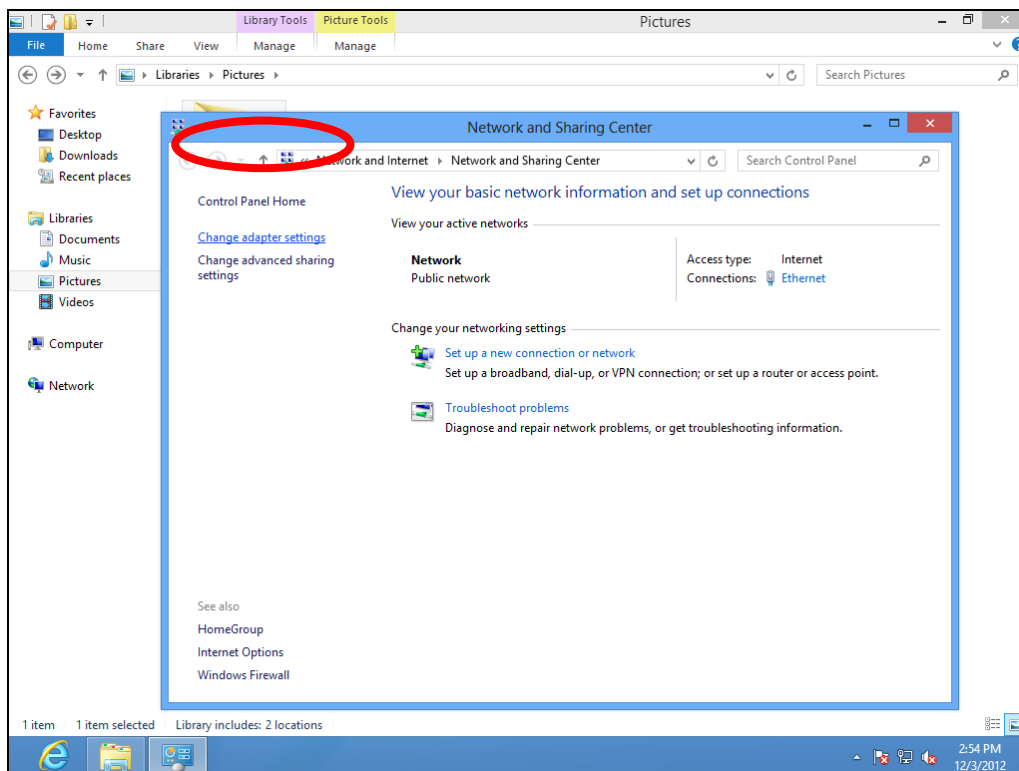 Library Tools Picture Tools Pictures
File Home Share View Manage Manage
Libraries Pictures Search Pictures
Favorites
Desktop
Downloads
Recent places
Libraries
Documents
Music
Pictures
Videos
Computer
Network
Network and Sharing Center
Network and Internet Network and Sharing Center Search Control Panel
Control Panel Home
Change adapter settings
Change advanced sharing
settings
View your basic network information and set up connections
View your active networks
Network
Public network
Access type: Internet
Connections: Ethernet
Change your networking settings
Set up a new connection or network
Set up a broadband, dial-up, or VPN connection; or set up a router or access point.
Troubleshoot problems
Diagnose and repair network problems, or get troubleshooting information.
See also
HomeGroup
Internet Options
Windows Firewall
1 item 1 item selected Library includes: 2 locations
2:54 PM
12/3/2012